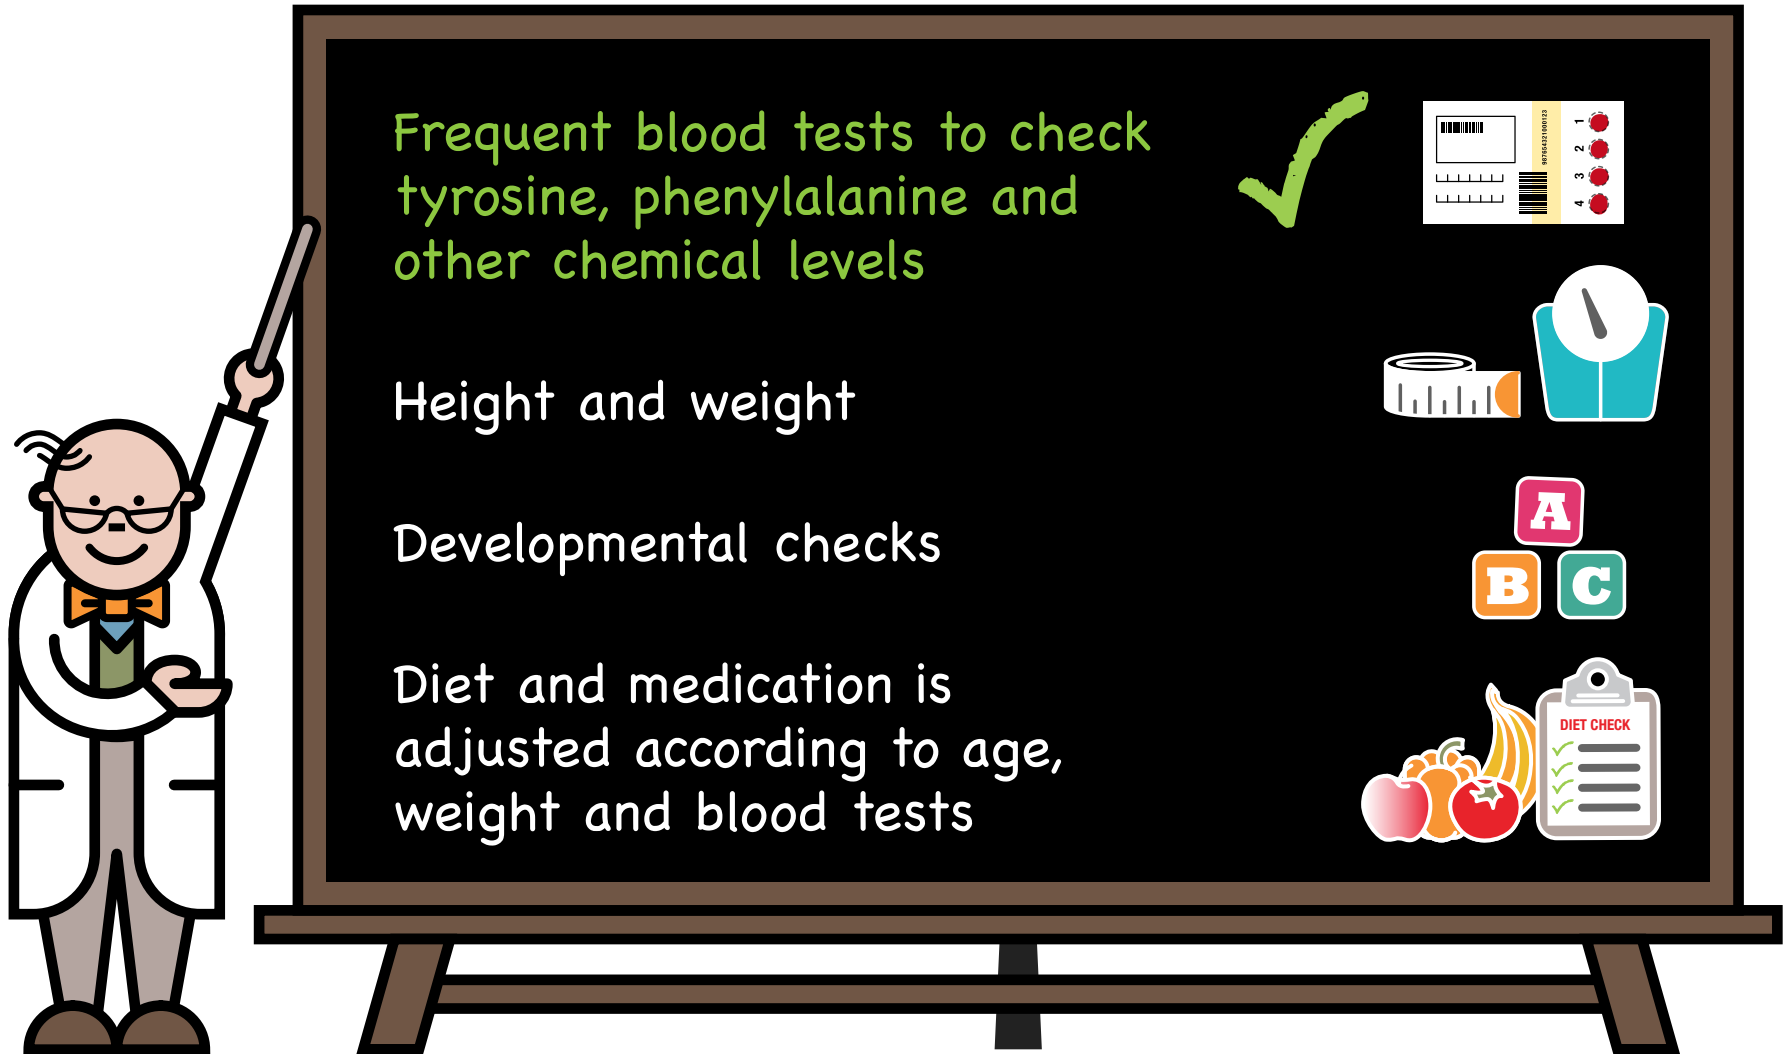 Frequent blood tests to check
tyrosine, phenylalanine and
other chemical levels
987654321000123
1
2
3
4
Height and weight
Developmental checks
A
B C
Diet and medication is
adjusted according to age,
weight and blood tests
DIET CHECK